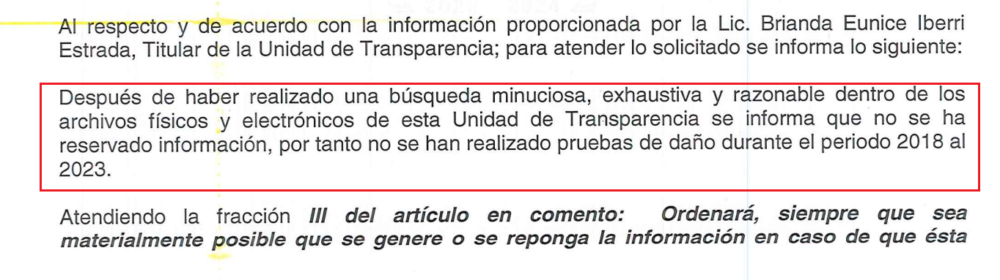 Al respecto y de acuerdo con la información proporcionada por la Lic. Brianda Eunice Iberri
Estrada, Titular de la Unidad de Transparencia; para atender lo solicitado se informa lo siguiente:
Después de haber realizado una búsqueda minuciosa, exhaustiva y razonable dentro de los
archivos físicos y electrónicos de esta Unidad de Transparencia se informa que no se ha
reservado información, por tanto no se han realizado pruebas de daño durante el periodo 2018 al
2023.
Atendiendo la fracción III del artículo en comento: Ordenará, siempre que sea
materialmente posible que se genere o se reponga la información en caso de que ésta